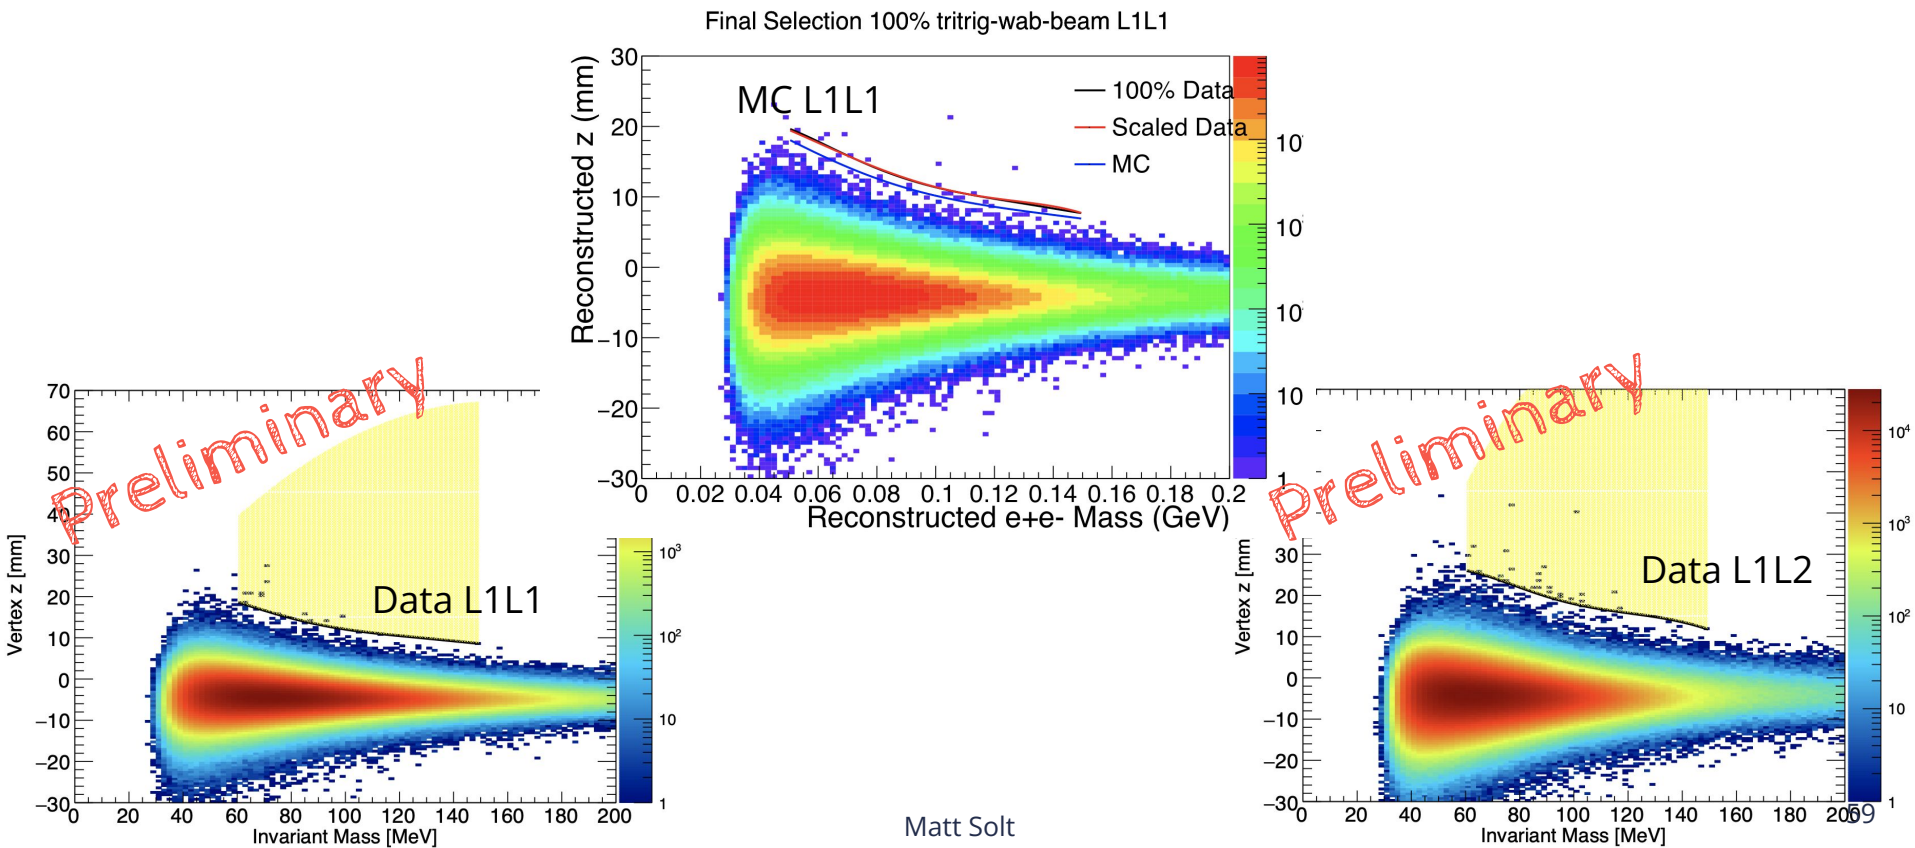 Final Selection 100% tritrig-wab-beam L1L1
Reconstructed z (mm)
30
20
10
0
−10
−20
−30
MC L1L1
100% Data
Scaled Data
MC
10
10
10
10
1
0 0.02 0.04 0.06 0.08 0.1 0.12 0.14 0.16 0.18 0.2
Reconstructed e+e- Mass (GeV)
Preliminary
Vertex z [mm]
70
60
50
40
30
20
10
0
−10
−20
−30
Data L1L1
10³
10²
10
1
0 20 40 60 80 100 120 140 160 180 200
Invariant Mass [MeV]
Preliminary
Vertex z [mm
30
20
10
0
−10
−20
−30
Data L1L2
10⁴
10³
10²
10
1
0 20 40 60 80 100 120 140 160 180 200
Invariant Mass [MeV]
Matt Solt
59